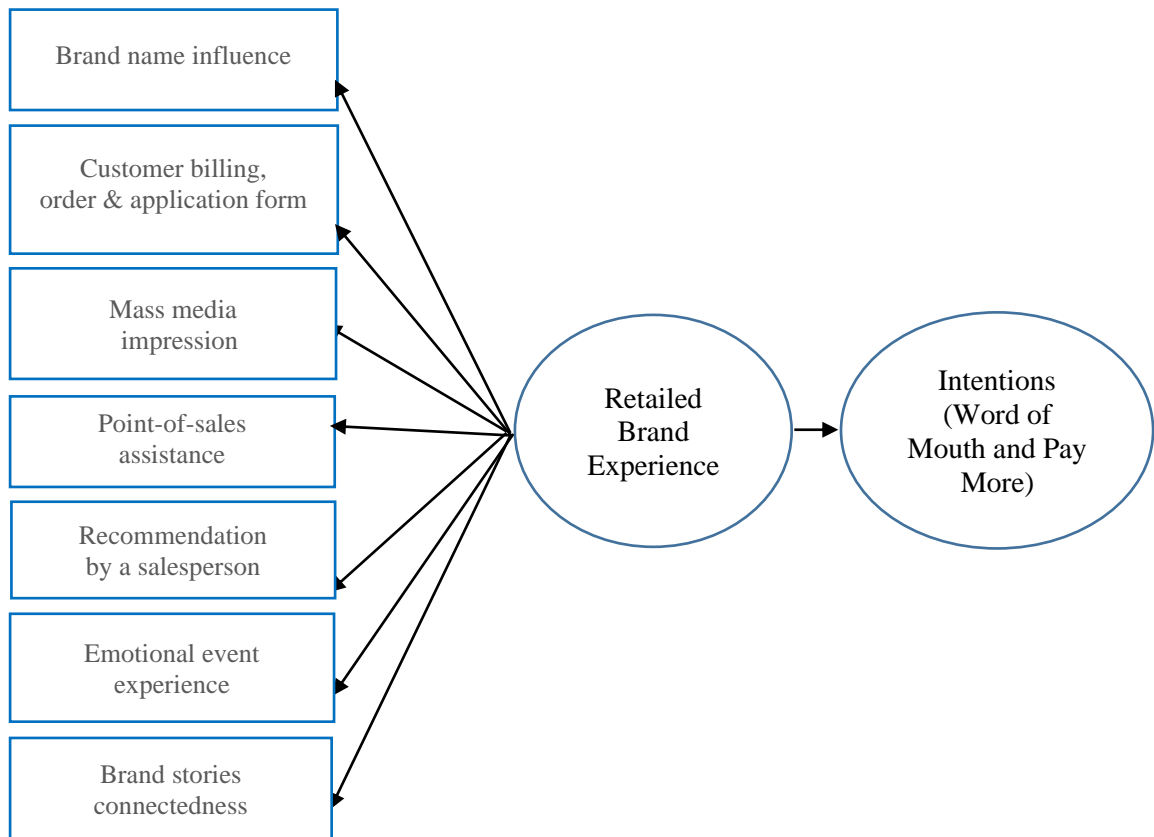 Brand name influence
Customer billing,
order & application form
Mass media
impression
Point-of-sales
assistance
Recommendation
by a salesperson
Emotional event
experience
Brand stories
connectedness
Retailed
Brand
Experience
Intentions
(Word of
Mouth and Pay
More)